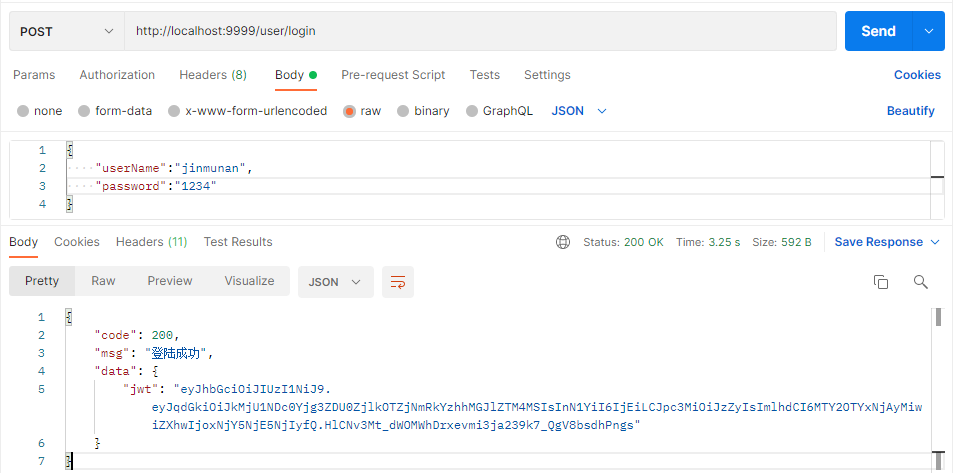 POST http://localhost:9999/user/login Send
Params Authorization Headers (8) Body Pre-request Script Tests Settings Cookies
none form-data x-www-form-urlencoded raw binary GraphQL JSON Beautify
1 {
2 "userName":"jinmunan",
3 "password":"1234"
4 }
Body Cookies Headers (11) Test Results Status: 200 OK Time: 3.25 s Size: 592 B Save Response
Pretty Raw Preview Visualize JSON
1 {
2 "code": 200,
3 "msg": "登陆成功",
4 "data": {
5 "jwt": "eyJhbGciOiJIUzI1NiJ9.
eyJqdGkiOiJkMjU1NDc0Yjg3ZDU0ZjlkOTZjNmRkYzhhMGJlZTM4MSIsInN1YiI6IjEiLCJpc3MiOiJzZyIsImlhdCI6MTY2OTYxNjAyMiw
iZXhwIjoxNjY5NjE5NjIyfQ.HlCNv3Mt_dWOMWhDrxevmi3ja239k7_QgV8bsdhPngs"
6 }
7 }